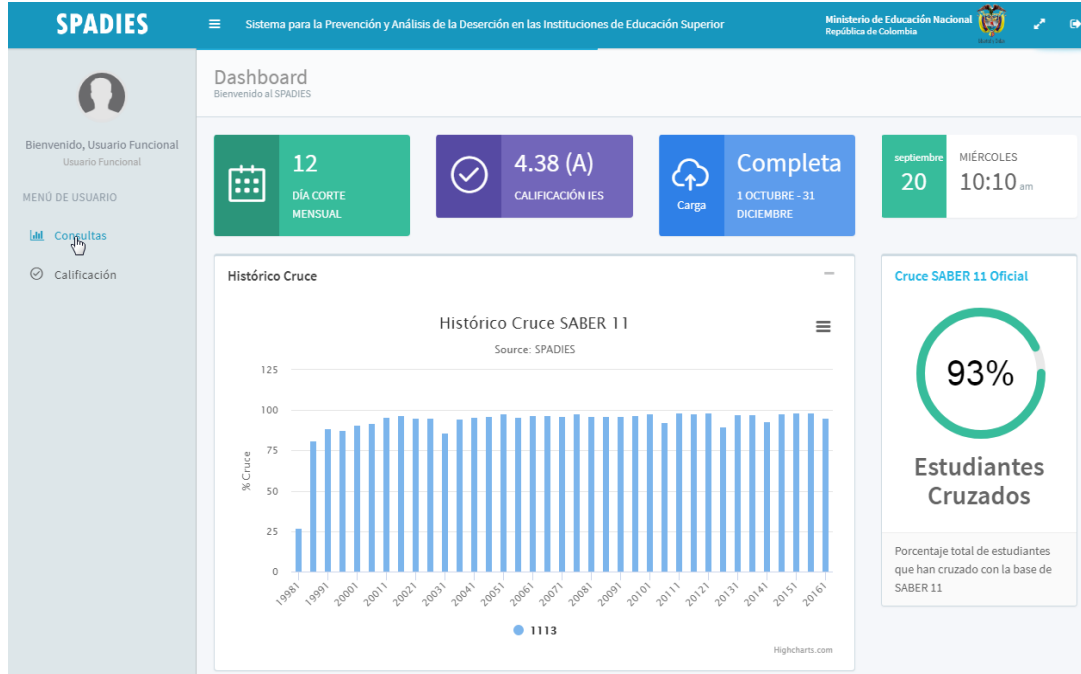 SPADIES
Sistema para la Prevención y Análisis de la Deserción en las Instituciones de Educación Superior
Ministerio de Educación Nacional
República de Colombia
Bienvenido, Usuario Funcional
Usuario Funcional
MENÚ DE USUARIO
Consultas
Calificación
Dashboard
Bienvenido al SPADIES
12
DÍA CORTE
MENSUAL
4.38 (A)
CALIFICACIÓN IES
Carga
Completa
1 OCTUBRE - 31
DICIEMBRE
septiembre
20
MIÉRCOLES
10:10 am
Histórico Cruce
Histórico Cruce SABER 11
Source: SPADIES
% Cruce
125
100
75
50
25
0
19981
19991
20001
20011
20021
20031
20041
20051
20061
20071
20081
20091
20101
20111
20121
20131
20141
20151
20161
1113
Highcharts.com
Cruce SABER 11 Oficial
93%
Estudiantes
Cruzados
Porcentaje total de estudiantes
que han cruzado con la base de
SABER 11